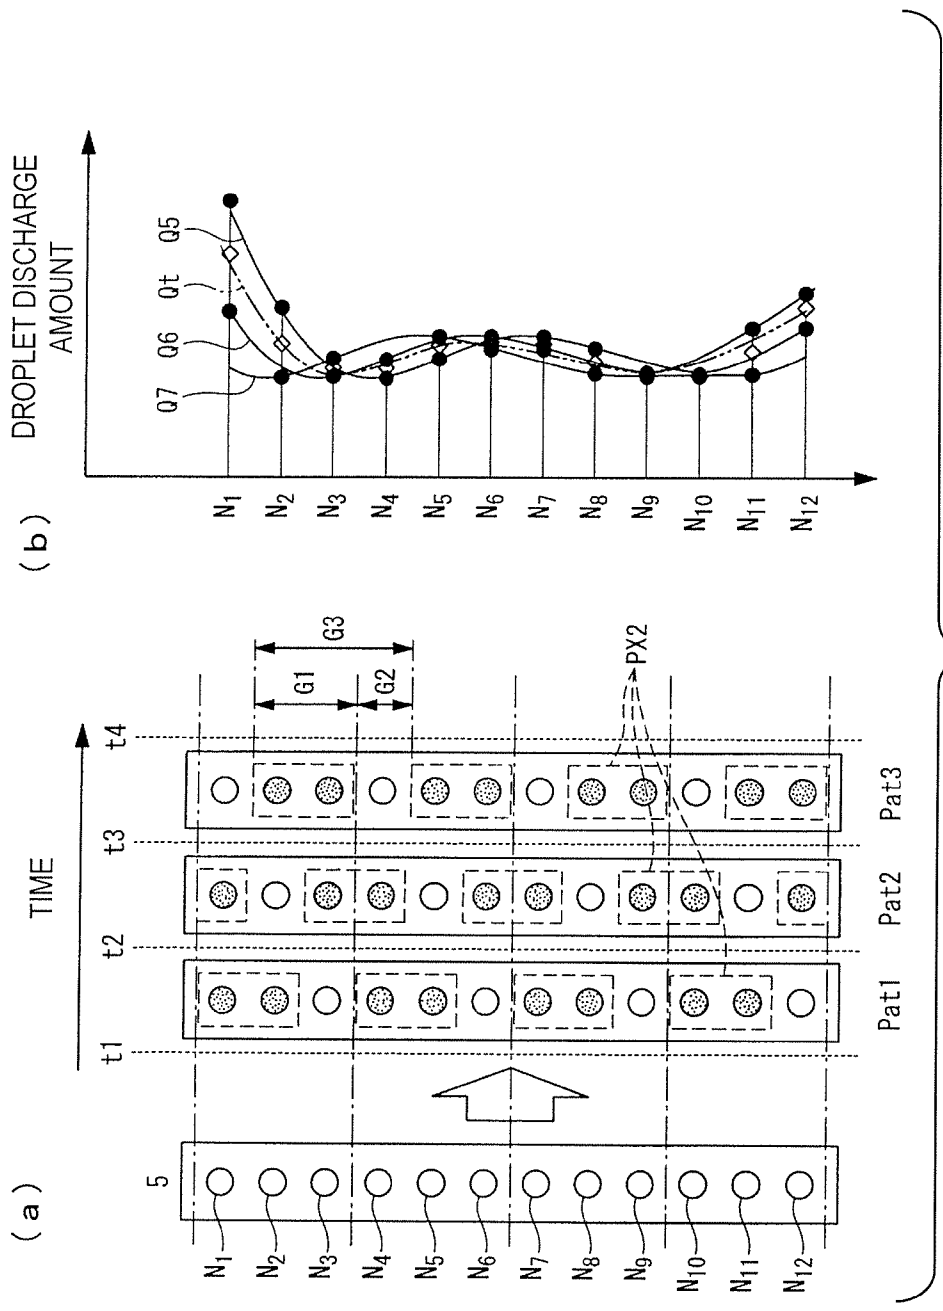 (a)
TIME
t1
t2
t3
t4
5
N1
N2
N3
N4
N5
N6
N7
N8
N9
N10
N11
N12
G1
G2
G3
PX2
Pat1
Pat2
Pat3
(b)
DROPLET DISCHARGE
AMOUNT
Q7
Q6
Qt
Q5
N1
N2
N3
N4
N5
N6
N7
N8
N9
N10
N11
N12